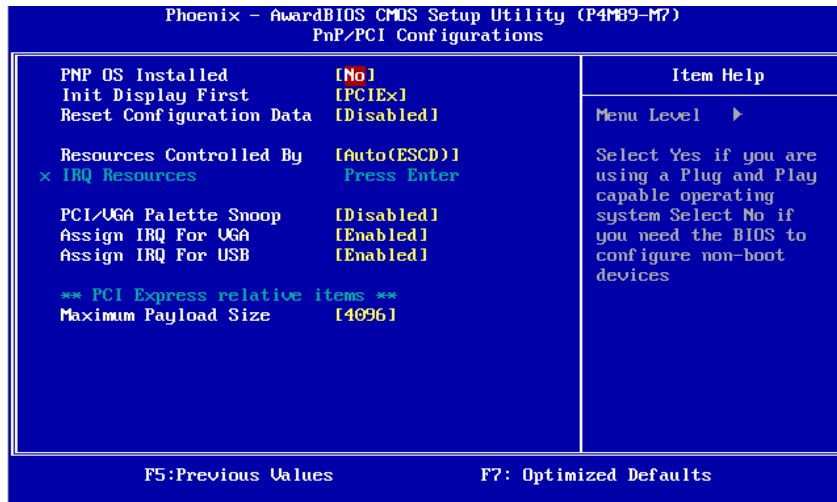 Phoenix - AwardBIOS CMOS Setup Utility (P4M89-M7)
PnP/PCI Configurations
PNP OS Installed [No]
Init Display First [PCIEx]
Reset Configuration Data [Disabled]
Resources Controlled By [Auto(ESCD)]
x IRQ Resources Press Enter
PCI/VGA Palette Snoop [Disabled]
Assign IRQ For VGA [Enabled]
Assign IRQ For USB [Enabled]
** PCI Express relative items **
Maximum Payload Size [4096]
Item Help
Menu Level
Select Yes if you are
using a Plug and Play
capable operating
system Select No if
you need the BIOS to
configure non-boot
devices
F5:Previous Values F7: Optimized Defaults